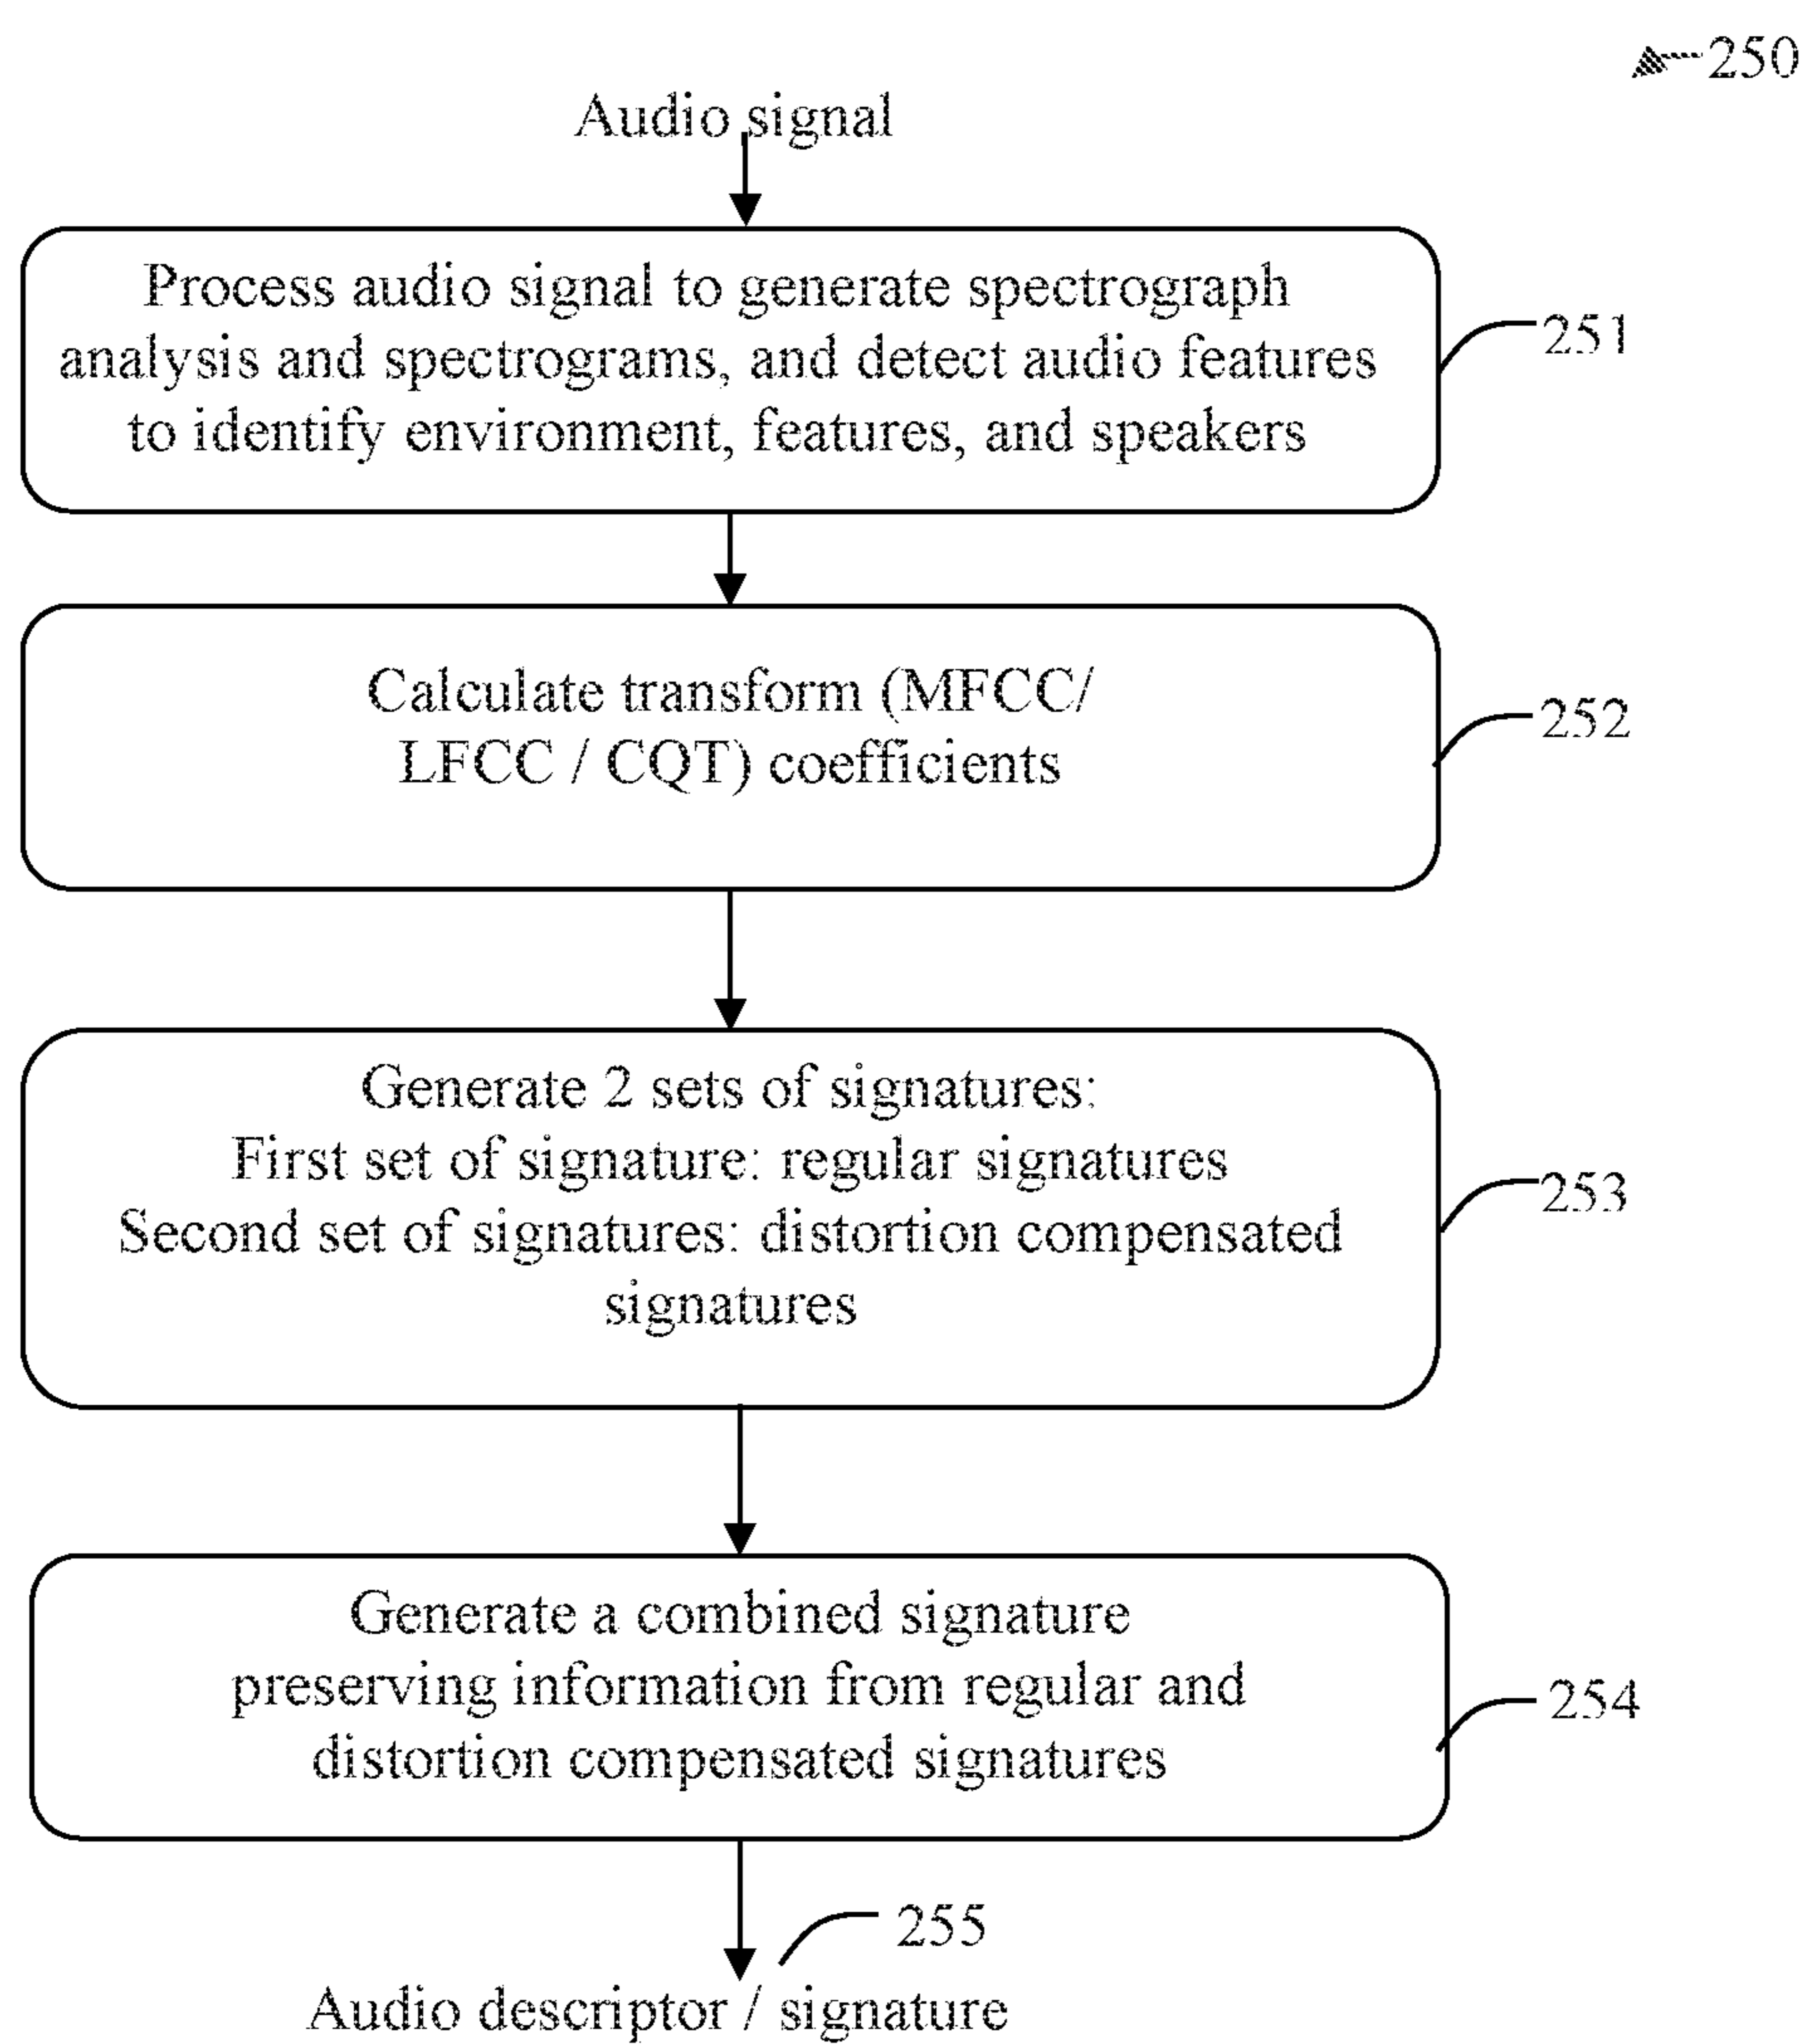 250
Audio signal
Process audio signal to generate spectrograph
analysis and spectrograms, and detect audio features
to identify environment, features, and speakers
251
Calculate transform (MFCC/
LFCC / CQT) coefficients
252
Generate 2 sets of signatures:
First set of signature: regular signatures
Second set of signatures: distortion compensated
signatures
253
Generate a combined signature
preserving information from regular and
distortion compensated signatures
254
255
Audio descriptor / signature